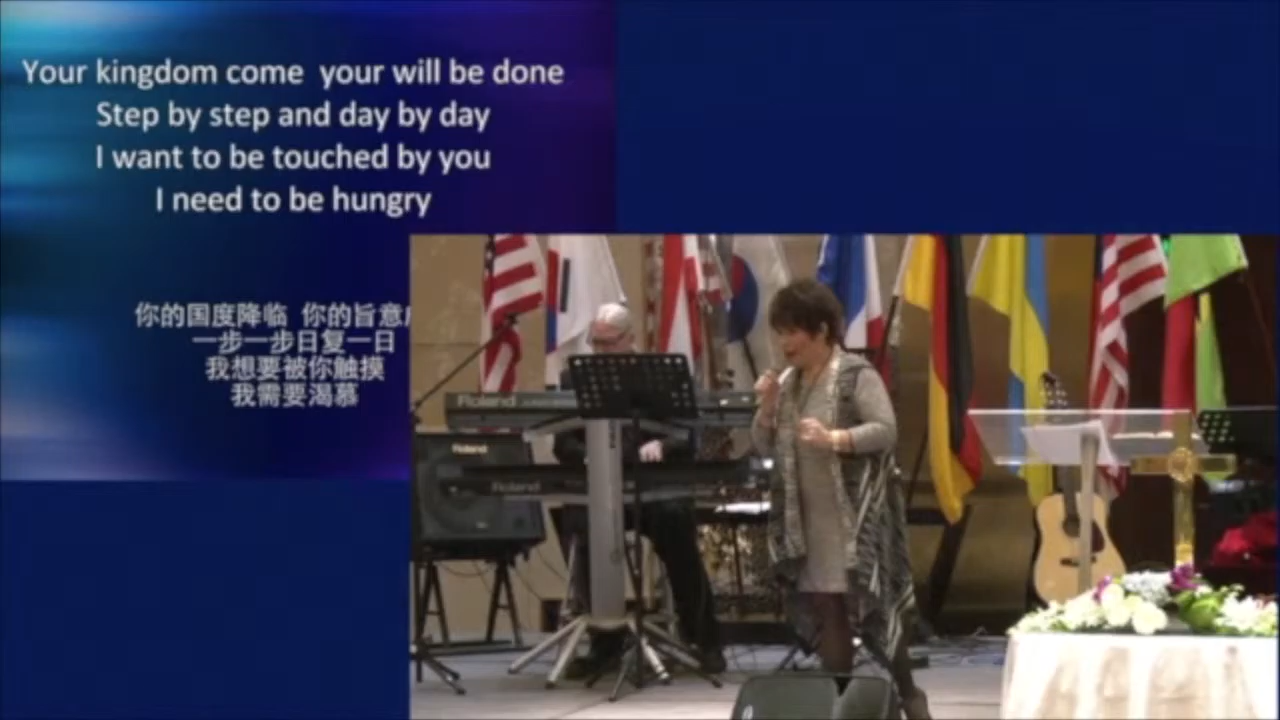 Your kingdom come your will be done
Step by step and day by day
I want to be touched by you
I need to be hungry
你的国度降临 你的旨意
一步一步日复一日
我想要被你触摸
我需要渴慕
Roland
Roland
Roland